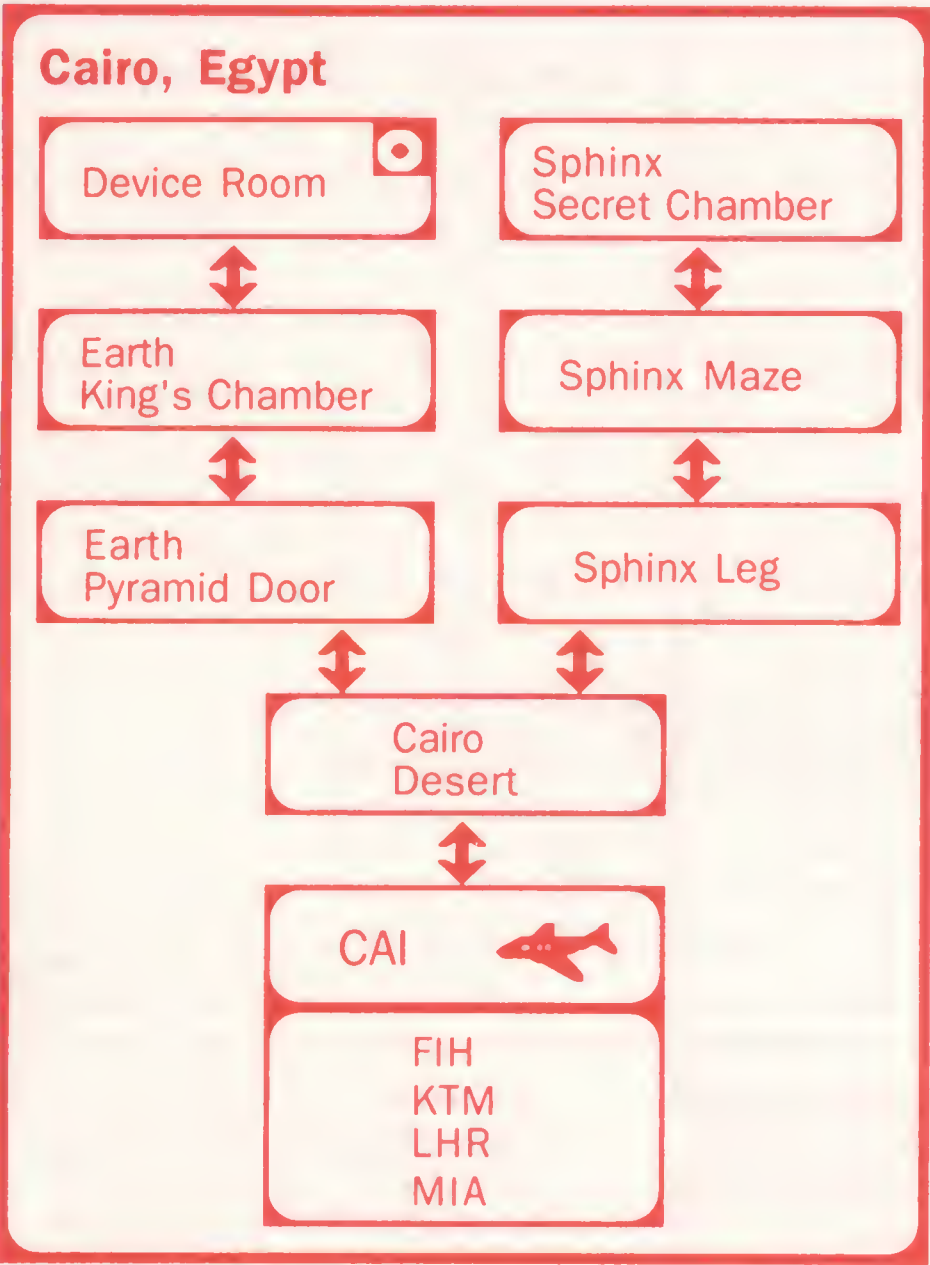 Cairo, Egypt
Device Room
Sphinx
Secret Chamber
Earth
King's Chamber
Sphinx Maze
Earth
Pyramid Door
Sphinx Leg
Cairo
Desert
CAI
FIH
KTM
LHR
MIA